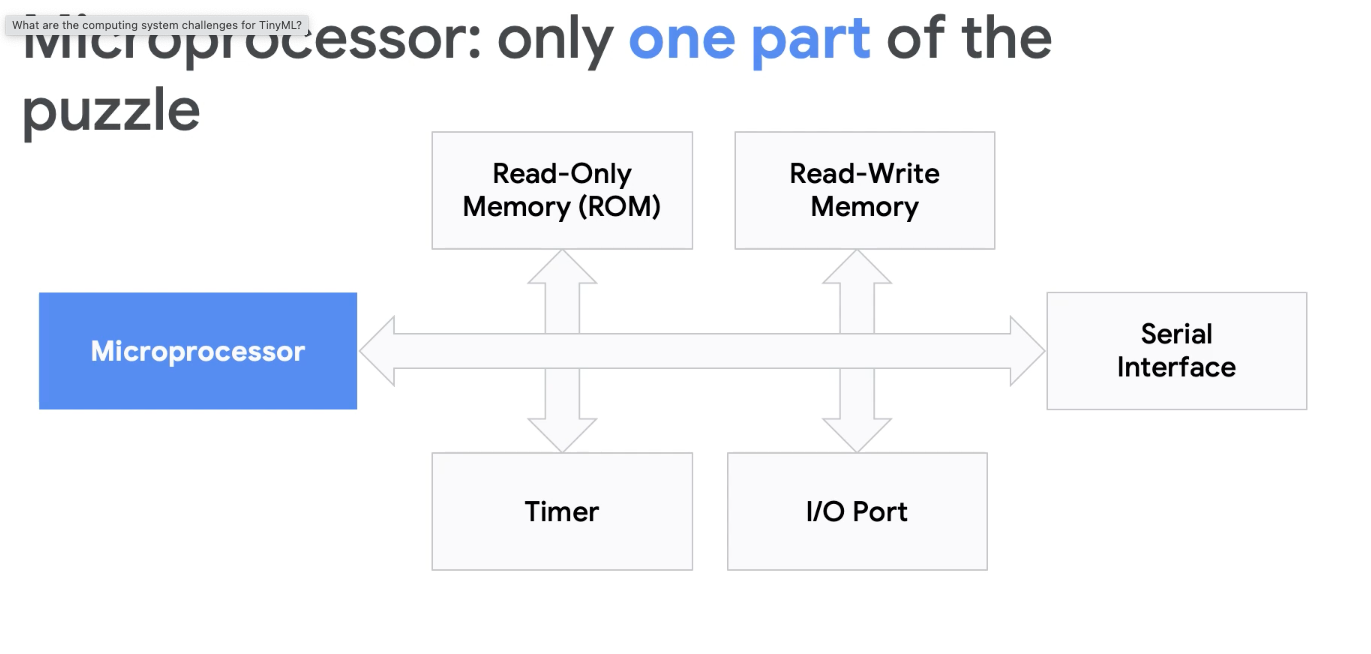 What are the computing system challenges for TinyML?
Microprocessor: only one part of the
puzzle
Read-Only
Memory (ROM)
Read-Write
Memory
Microprocessor
Serial
Interface
Timer
I/O Port